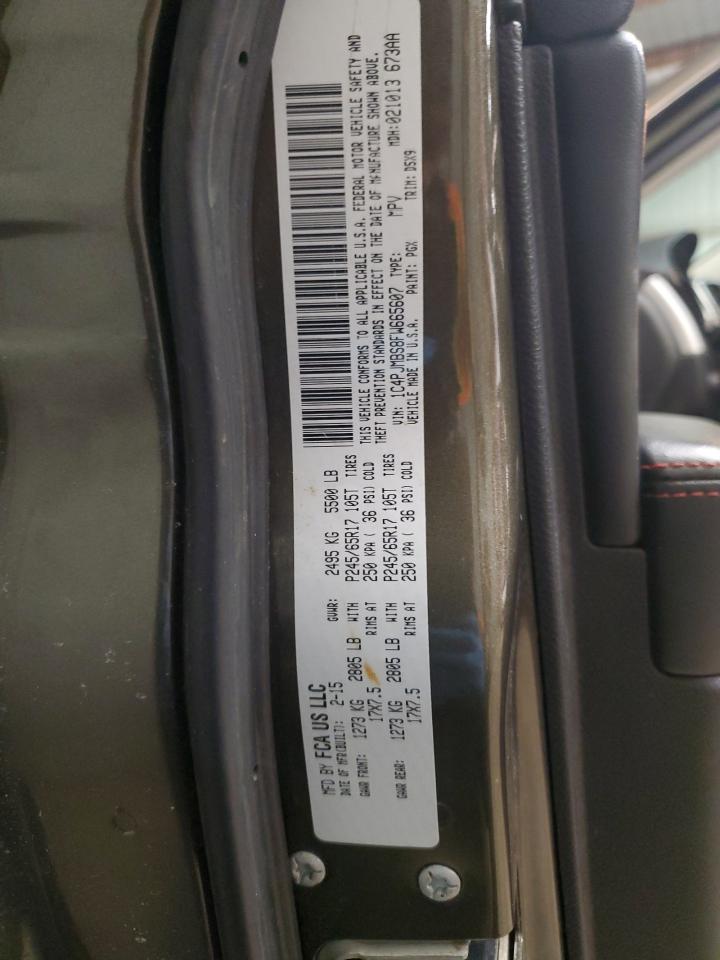 MFD BY FCA US LLC
DATE OF MFR(BUILT): 2-15 GVWR: 2495 KG 5500 LB
GAWR FRONT: 1273 KG 2805 LB WITH P245/65R17 105T TIRES
17X7.5 RIMS AT 250 KPA ( 36 PSI) COLD
GAWR REAR: 1273 KG 2805 LB WITH P245/65R17 105T TIRES
17X7.5 RIMS AT 250 KPA ( 36 PSI) COLD
THIS VEHICLE CONFORMS TO ALL APPLICABLE U.S.A. FEDERAL MOTOR VEHICLE SAFETY AND
THEFT PREVENTION STANDARDS IN EFFECT ON THE DATE OF MANUFACTURE SHOWN ABOVE.
VIN: 1C4PJMBS8FW665607 TYPE: MPV MDH:021013 673AA
VEHICLE MADE IN U.S.A. PAINT: PGX TRIM: D5X9